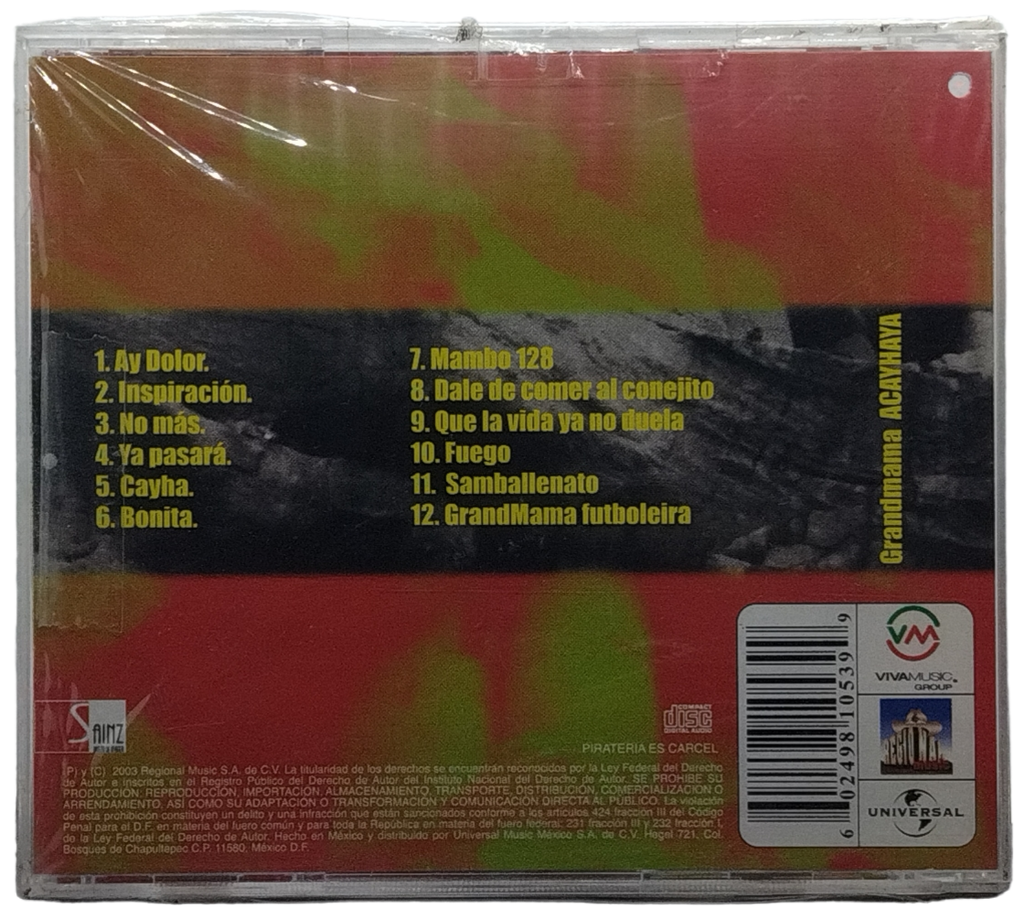 1. Ay Dolor.
2. Inspiración.
3. No más.
4. Ya pasará.
5. Cayha.
6. Bonita.
7. Mambo 128
8. Dale de comer al conejito
9. Que la vida ya no duela
10. Fuego
11. Samballenato
12. GrandMama futboleira
Grandmama ACAYHAYA
SAINZ
COMPACT
disc
DIGITAL AUDIO
PIRATERIA ES CARCEL
(P) y (C) 2003 Regional Music S.A. de C.V. La titularidad de los derechos se encuentran reconocidos por la Ley Federal del Derecho
de Autor e inscritos en el Registro Público del Derecho de Autor del Instituto Nacional del Derecho de Autor. SE PROHIBE SU
PRODUCCION, REPRODUCCION, IMPORTACION, ALMACENAMIENTO, TRANSPORTE, DISTRIBUCIÓN, COMERCIALIZACION O
ARRENDAMIENTO, ASÍ COMO SU ADAPTACIÓN O TRANSFORMACIÓN Y COMUNICACIÓN DIRECTA AL PÚBLICO. La violación
de esta prohibición constituyen un delito y una infracción que están sancionados conforme a los artículos 424 fracción III del Código
Penal para el D.F. en materia del fuero común y para toda la República en materia del fuero federal; 231 fracción III y 232 fracción I,
de la Ley Federal del Derecho de Autor. Hecho en México y distribuido por Universal Music México S.A. de C.V. Hegel 721, Col.
Bosques de Chapultepec C.P. 11580, México D.F.
6 02498 10539 9
VM
VIVAMUSIC.
GROUP
REGIONAL
UNIVERSAL